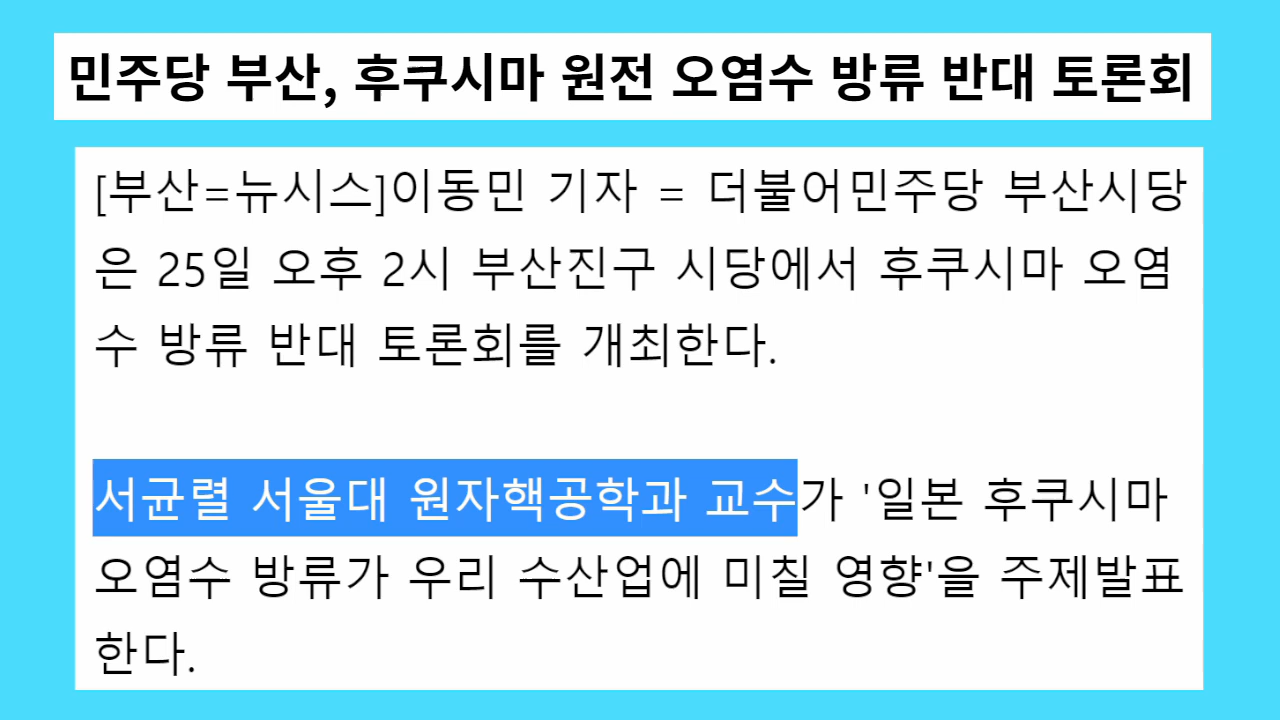 민주당 부산, 후쿠시마 원전 오염수 방류 반대 토론회
[부산=뉴시스]이동민 기자 = 더불어민주당 부산시당
은 25일 오후 2시 부산진구 시당에서 후쿠시마 오염
수 방류 반대 토론회를 개최한다.
서균렬 서울대 원자핵공학과 교수가 '일본 후쿠시마
오염수 방류가 우리 수산업에 미칠 영향'을 주제발표
한다.